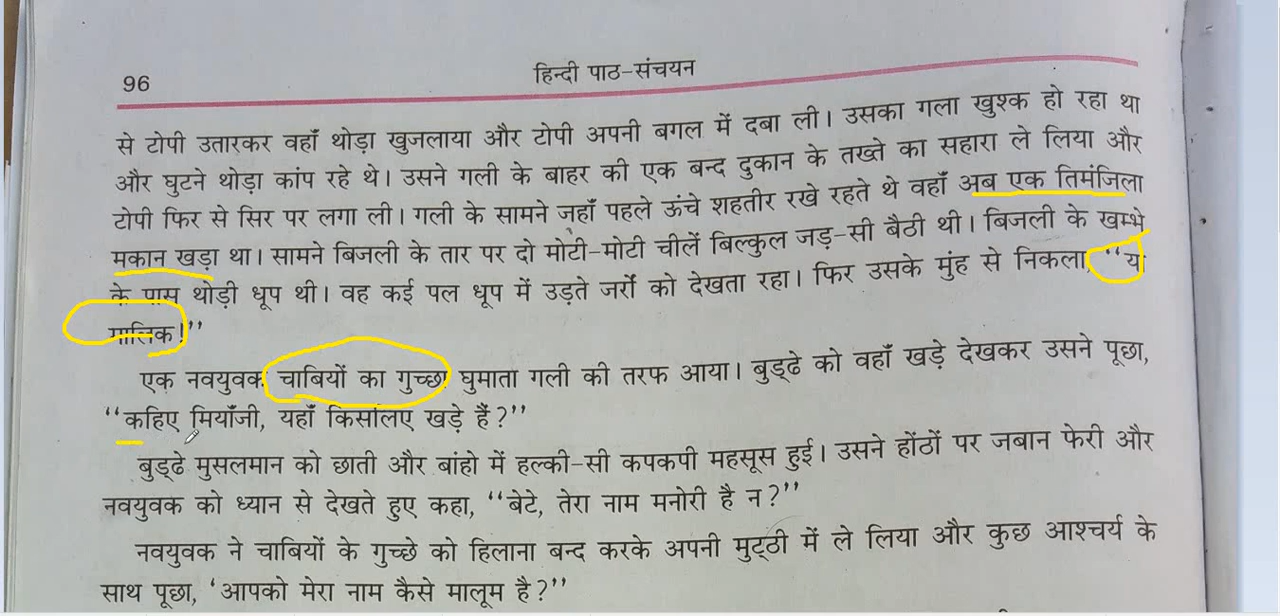 96
हिन्दी पाठ-संचयन
से टोपी उतारकर वहाँ थोड़ा खुजलाया और टोपी अपनी बगल में दबा ली। उसका गला खुश्क हो रहा था
और घुटने थोड़ा कांप रहे थे। उसने गली के बाहर की एक बन्द दुकान के तख्ते का सहारा ले लिया और
टोपी फिर से सिर पर लगा ली। गली के सामने जहाँ पहले ऊंचे शहतीर रखे रहते थे वहाँ अब एक तिमंजिला
मकान खड़ा था। सामने बिजली के तार पर दो मोटी-मोटी चीलें बिल्कुल जड़-सी बैठी थी। बिजली के खम्भे
के पास थोड़ी धूप थी। वह कई पल धूप में उड़ते जर्रों को देखता रहा। फिर उसके मुंह से निकला, ‘‘या
मालिक!’’
एक नवयुवक चाबियों का गुच्छा घुमाता गली की तरफ आया। बुड्ढे को वहाँ खड़े देखकर उसने पूछा,
‘‘कहिए मियाँजी, यहाँ किसलिए खड़े हैं?’’
बुड्ढे मुसलमान को छाती और बांहो में हल्की-सी कपकपी महसूस हुई। उसने होंठों पर जबान फेरी और
नवयुवक को ध्यान से देखते हुए कहा, ‘‘बेटे, तेरा नाम मनोरी है न?’’
नवयुवक ने चाबियों के गुच्छे को हिलाना बन्द करके अपनी मुट्ठी में ले लिया और कुछ आश्चर्य के
साथ पूछा, ‘आपको मेरा नाम कैसे मालूम है?’’